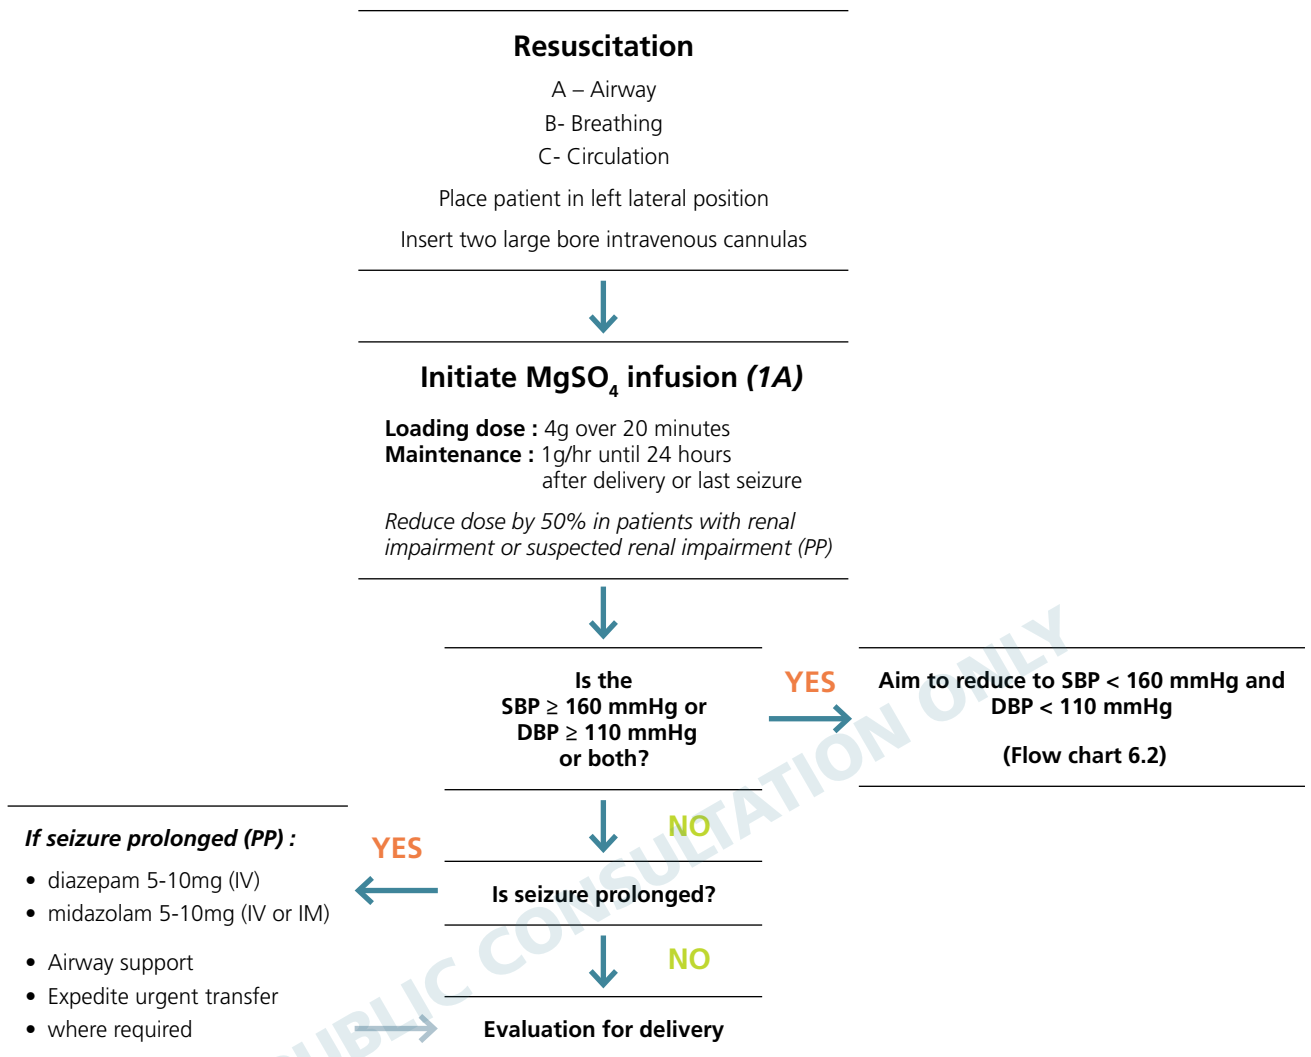 Resuscitation
A – Airway
B- Breathing
C- Circulation
Place patient in left lateral position
Insert two large bore intravenous cannulas
Initiate MgSO4 infusion (1A)
Loading dose : 4g over 20 minutes
Maintenance : 1g/hr until 24 hours
after delivery or last seizure
Reduce dose by 50% in patients with renal
impairment or suspected renal impairment (PP)
Is the
SBP ≥ 160 mmHg or
DBP ≥ 110 mmHg
or both?
YES
Aim to reduce to SBP < 160 mmHg and
DBP < 110 mmHg
(Flow chart 6.2)
NO
Is seizure prolonged?
YES
If seizure prolonged (PP) :
• diazepam 5-10mg (IV)
• midazolam 5-10mg (IV or IM)
• Airway support
• Expedite urgent transfer
• where required
NO
Evaluation for delivery
PUBLIC CONSULTATION ONLY